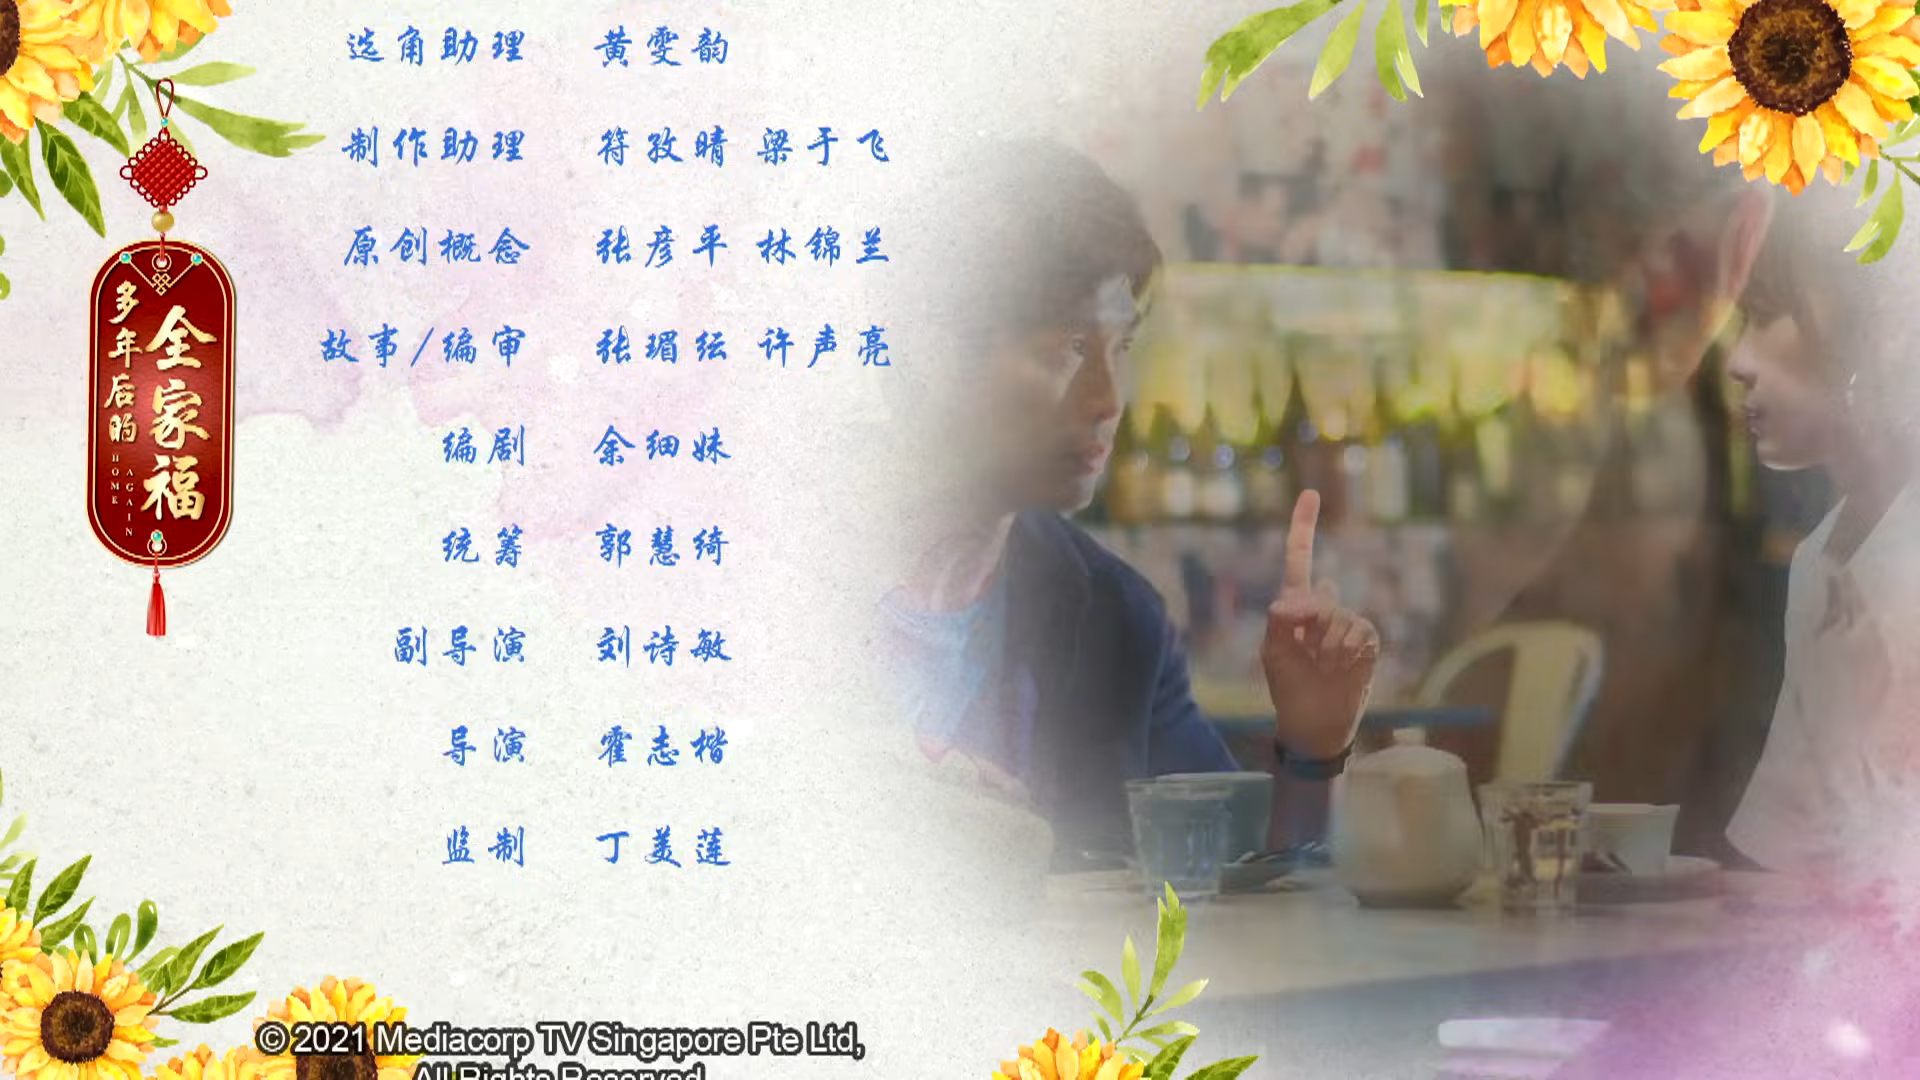 选角助理 黄雯韵
制作助理 符孜晴 梁于飞
原创概念 张彦平 林锦兰
故事/编审 张瑂纭 许声亮
编剧 余细妹
统筹 郭慧绮
副导演 刘诗敏
导演 霍志楷
监制 丁美莲
多年后的
全家福
HOME
AGAIN
© 2021 Mediacorp TV Singapore Pte Ltd,
All Rights Reserved